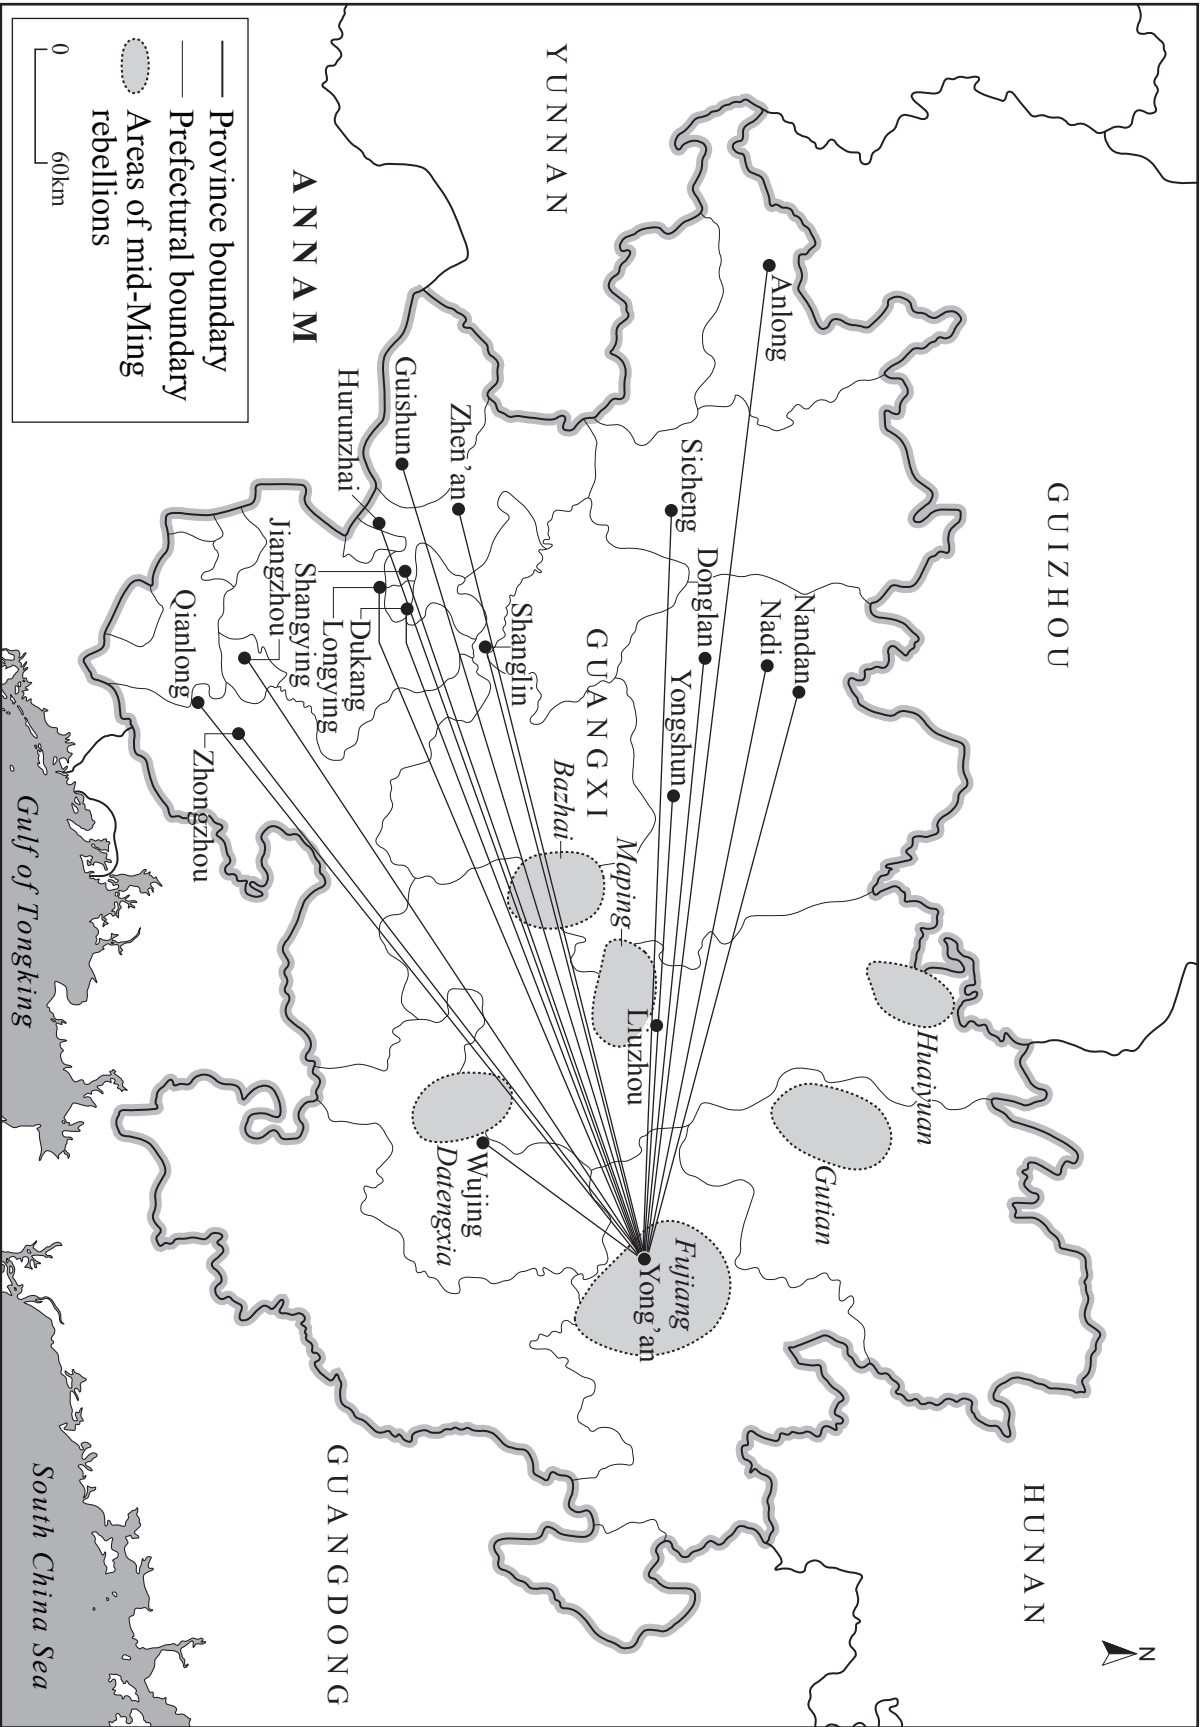 N
GUIZHOU
HUNAN
YUNNAN
Anlong
Nandan
Nadi
Donglan
Sicheng
Yongshun
Huaiyuan
Gutian
GUANGXI
Maping
Bazhai
Liuzhou
Fujiang
Yong’an
Shanglin
Zhen’an
Guishun
Hurunzhai
Dukang
Longying
Shangying
Jiangzhou
Qianlong
Zhongzhou
Wujing
Datengxia
ANNAM
GUANGDONG
Gulf of Tongking
South China Sea
Province boundary
Prefectural boundary
Areas of mid-Ming
rebellions
0 60km